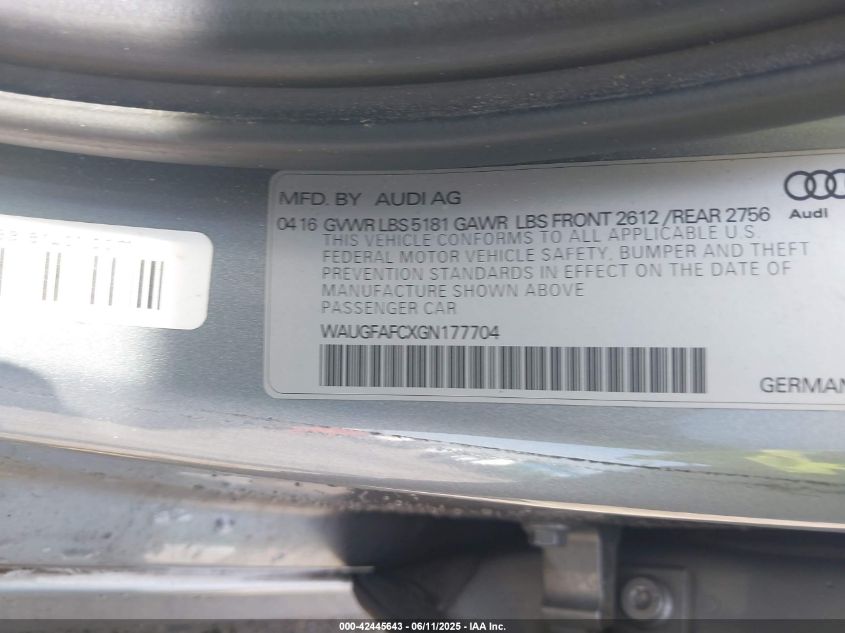 MFD. BY AUDI AG
04 16 GVWR LBS 5181 GAWR LBS FRONT 2612 /REAR 2756
THIS VEHICLE CONFORMS TO ALL APPLICABLE U.S.
FEDERAL MOTOR VEHICLE SAFETY, BUMPER AND THEFT
PREVENTION STANDARDS IN EFFECT ON THE DATE OF
MANUFACTURE SHOWN ABOVE
PASSENGER CAR
WAUGFAFCXGN177704
Audi
GERMAN
000-42445643 - 06/11/2025 - IAA Inc.